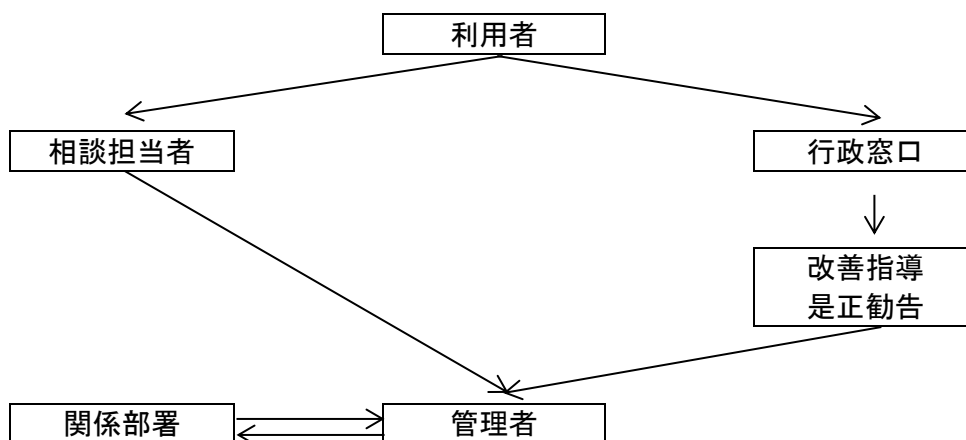 利用者
相談担当者
行政窓口
改善指導
是正勧告
関係部署
管理者